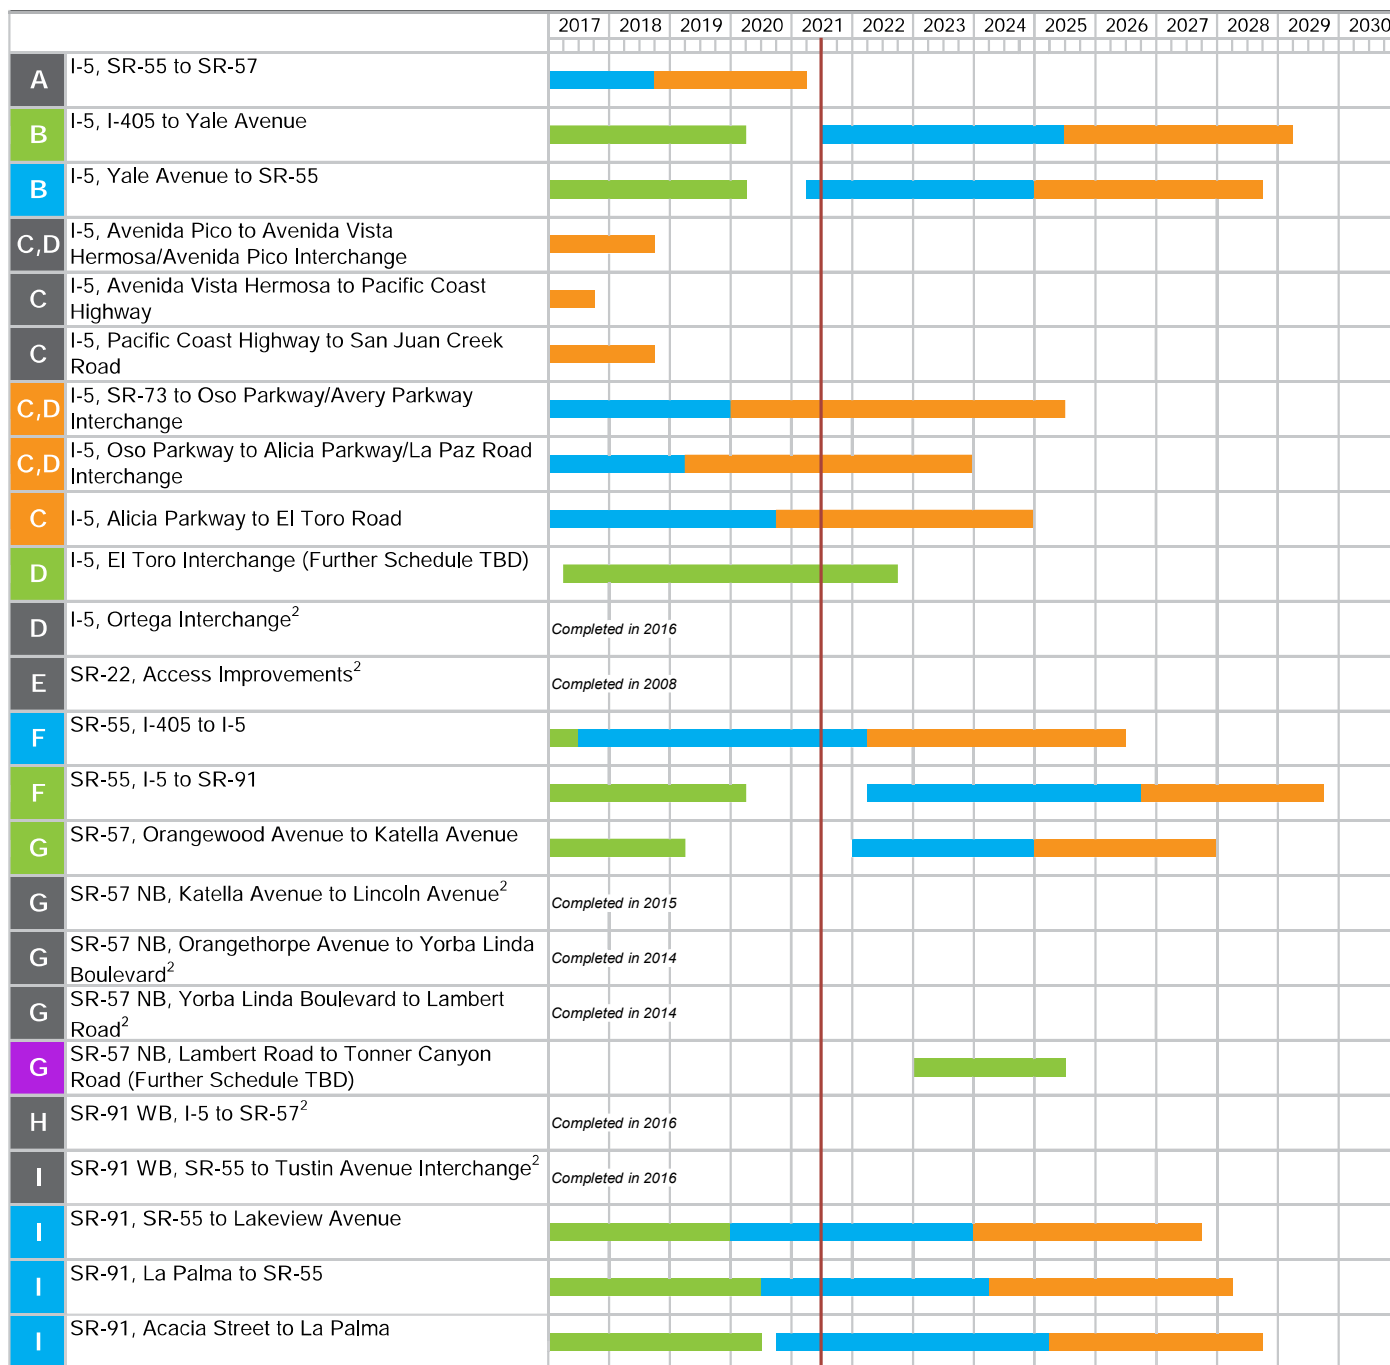 2017 2018 2019 2020 2021 2022 2023 2024 2025 2026 2027 2028 2029 2030
A I-5, SR-55 to SR-57
B I-5, I-405 to Yale Avenue
B I-5, Yale Avenue to SR-55
C,D I-5, Avenida Pico to Avenida Vista
Hermosa/Avenida Pico Interchange
C I-5, Avenida Vista Hermosa to Pacific Coast
Highway
C I-5, Pacific Coast Highway to San Juan Creek
Road
C,D I-5, SR-73 to Oso Parkway/Avery Parkway
Interchange
C,D I-5, Oso Parkway to Alicia Parkway/La Paz Road
Interchange
C I-5, Alicia Parkway to El Toro Road
D I-5, El Toro Interchange (Further Schedule TBD)
D I-5, Ortega Interchange² Completed in 2016
E SR-22, Access Improvements² Completed in 2008
F SR-55, I-405 to I-5
F SR-55, I-5 to SR-91
G SR-57, Orangewood Avenue to Katella Avenue
G SR-57 NB, Katella Avenue to Lincoln Avenue² Completed in 2015
G SR-57 NB, Orangethorpe Avenue to Yorba Linda
Boulevard² Completed in 2014
G SR-57 NB, Yorba Linda Boulevard to Lambert
Road² Completed in 2014
G SR-57 NB, Lambert Road to Tonner Canyon
Road (Further Schedule TBD)
H SR-91 WB, I-5 to SR-57² Completed in 2016
I SR-91 WB, SR-55 to Tustin Avenue Interchange² Completed in 2016
I SR-91, SR-55 to Lakeview Avenue
I SR-91, La Palma to SR-55
I SR-91, Acacia Street to La Palma